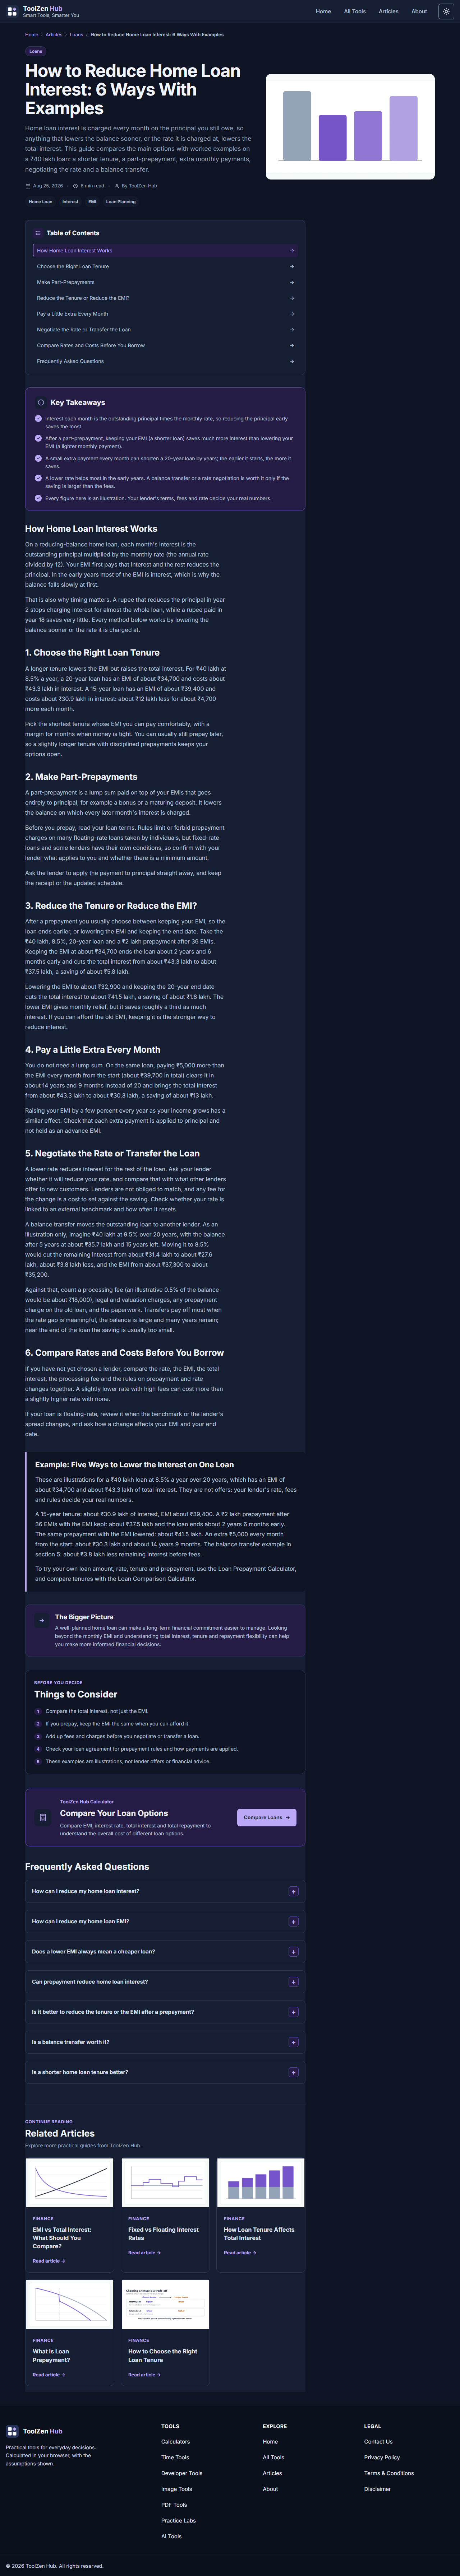 ToolZen Hub
Smart Tools, Smarter You
Home
All Tools
Articles
About
Home › Articles › Loans › How to Reduce Home Loan Interest: 6 Ways With Examples
Loans
How to Reduce Home Loan
Interest: 6 Ways With
Examples
Home loan interest is charged every month on the principal you still owe, so
anything that lowers the balance sooner, or the rate it is charged at, lowers the
total interest. This guide compares the main options with worked examples on
a ₹40 lakh loan: a shorter tenure, a part-prepayment, extra monthly payments,
negotiating the rate and a balance transfer.
Aug 25, 2026 · 6 min read · By ToolZen Hub
Home Loan
Interest
EMI
Loan Planning
Table of Contents
How Home Loan Interest Works →
Choose the Right Loan Tenure →
Make Part-Prepayments →
Reduce the Tenure or Reduce the EMI? →
Pay a Little Extra Every Month →
Negotiate the Rate or Transfer the Loan →
Compare Rates and Costs Before You Borrow →
Frequently Asked Questions →
Key Takeaways
Interest each month is the outstanding principal times the monthly rate, so reducing the principal early
saves the most.
After a part-prepayment, keeping your EMI (a shorter loan) saves much more interest than lowering your
EMI (a lighter monthly payment).
A small extra payment every month can shorten a 20-year loan by years; the earlier it starts, the more it
saves.
A lower rate helps most in the early years. A balance transfer or a rate negotiation is worth it only if the
saving is larger than the fees.
Every figure here is an illustration. Your lender's terms, fees and rate decide your real numbers.
How Home Loan Interest Works
On a reducing-balance home loan, each month's interest is the
outstanding principal multiplied by the monthly rate (the annual rate
divided by 12). Your EMI first pays that interest and the rest reduces the
principal. In the early years most of the EMI is interest, which is why the
balance falls slowly at first.
That is also why timing matters. A rupee that reduces the principal in year
2 stops charging interest for almost the whole loan, while a rupee paid in
year 18 saves very little. Every method below works by lowering the
balance sooner or the rate it is charged at.
1. Choose the Right Loan Tenure
A longer tenure lowers the EMI but raises the total interest. For ₹40 lakh at
8.5% a year, a 20-year loan has an EMI of about ₹34,700 and costs about
₹43.3 lakh in interest. A 15-year loan has an EMI of about ₹39,400 and
costs about ₹30.9 lakh in interest: about ₹12 lakh less for about ₹4,700
more each month.
Pick the shortest tenure whose EMI you can pay comfortably, with a
margin for months when money is tight. You can usually still prepay later,
so a slightly longer tenure with disciplined prepayments keeps your
options open.
2. Make Part-Prepayments
A part-prepayment is a lump sum paid on top of your EMIs that goes
entirely to principal, for example a bonus or a maturing deposit. It lowers
the balance on which every later month's interest is charged.
Before you prepay, read your loan terms. Rules limit or forbid prepayment
charges on many floating-rate loans taken by individuals, but fixed-rate
loans and some lenders have their own conditions, so confirm with your
lender what applies to you and whether there is a minimum amount.
Ask the lender to apply the payment to principal straight away, and keep
the receipt or the updated schedule.
3. Reduce the Tenure or Reduce the EMI?
After a prepayment you usually choose between keeping your EMI, so the
loan ends earlier, or lowering the EMI and keeping the end date. Take the
₹40 lakh, 8.5%, 20-year loan and a ₹2 lakh prepayment after 36 EMIs.
Keeping the EMI at about ₹34,700 ends the loan about 2 years and 6
months early and cuts the total interest from about ₹43.3 lakh to about
₹37.5 lakh, a saving of about ₹5.8 lakh.
Lowering the EMI to about ₹32,900 and keeping the 20-year end date
cuts the total interest to about ₹41.5 lakh, a saving of about ₹1.8 lakh. The
lower EMI gives monthly relief, but it saves roughly a third as much
interest. If you can afford the old EMI, keeping it is the stronger way to
reduce interest.
4. Pay a Little Extra Every Month
You do not need a lump sum. On the same loan, paying ₹5,000 more than
the EMI every month from the start (about ₹39,700 in total) clears it in
about 14 years and 9 months instead of 20 and brings the total interest
from about ₹43.3 lakh to about ₹30.3 lakh, a saving of about ₹13 lakh.
Raising your EMI by a few percent every year as your income grows has a
similar effect. Check that each extra payment is applied to principal and
not held as an advance EMI.
5. Negotiate the Rate or Transfer the Loan
A lower rate reduces interest for the rest of the loan. Ask your lender
whether it will reduce your rate, and compare that with what other lenders
offer to new customers. Lenders are not obliged to match, and any fee for
the change is a cost to set against the saving. Check whether your rate is
linked to an external benchmark and how often it resets.
A balance transfer moves the outstanding loan to another lender. As an
illustration only, imagine ₹40 lakh at 9.5% over 20 years, with the balance
after 5 years at about ₹35.7 lakh and 15 years left. Moving it to 8.5%
would cut the remaining interest from about ₹31.4 lakh to about ₹27.6
lakh, about ₹3.8 lakh less, and the EMI from about ₹37,300 to about
₹35,200.
Against that, count a processing fee (an illustrative 0.5% of the balance
would be about ₹18,000), legal and valuation charges, any prepayment
charge on the old loan, and the paperwork. Transfers pay off most when
the rate gap is meaningful, the balance is large and many years remain;
near the end of the loan the saving is usually too small.
6. Compare Rates and Costs Before You Borrow
If you have not yet chosen a lender, compare the rate, the EMI, the total
interest, the processing fee and the rules on prepayment and rate
changes together. A slightly lower rate with high fees can cost more than
a slightly higher rate with none.
If your loan is floating-rate, review it when the benchmark or the lender's
spread changes, and ask how a change affects your EMI and your end
date.
Example: Five Ways to Lower the Interest on One Loan
These are illustrations for a ₹40 lakh loan at 8.5% a year over 20 years, which has an EMI of
about ₹34,700 and about ₹43.3 lakh of total interest. They are not offers: your lender's rate, fees
and rules decide your real numbers.
A 15-year tenure: about ₹30.9 lakh of interest, EMI about ₹39,400. A ₹2 lakh prepayment after
36 EMIs with the EMI kept: about ₹37.5 lakh and the loan ends about 2 years 6 months early.
The same prepayment with the EMI lowered: about ₹41.5 lakh. An extra ₹5,000 every month
from the start: about ₹30.3 lakh and about 14 years 9 months. The balance transfer example in
section 5: about ₹3.8 lakh less remaining interest before fees.
To try your own loan amount, rate, tenure and prepayment, use the Loan Prepayment Calculator,
and compare tenures with the Loan Comparison Calculator.
The Bigger Picture
A well-planned home loan can make a long-term financial commitment easier to manage. Looking
beyond the monthly EMI and understanding total interest, tenure and repayment flexibility can help
you make more informed financial decisions.
BEFORE YOU DECIDE
Things to Consider
1 Compare the total interest, not just the EMI.
2 If you prepay, keep the EMI the same when you can afford it.
3 Add up fees and charges before you negotiate or transfer a loan.
4 Check your loan agreement for prepayment rules and how payments are applied.
5 These examples are illustrations, not lender offers or financial advice.
ToolZen Hub Calculator
Compare Your Loan Options
Compare EMI, interest rate, total interest and total repayment to
understand the overall cost of different loan options.
Compare Loans →
Frequently Asked Questions
How can I reduce my home loan interest? +
How can I reduce my home loan EMI? +
Does a lower EMI always mean a cheaper loan? +
Can prepayment reduce home loan interest? +
Is it better to reduce the tenure or the EMI after a prepayment? +
Is a balance transfer worth it? +
Is a shorter home loan tenure better? +
CONTINUE READING
Related Articles
Explore more practical guides from ToolZen Hub.
FINANCE
EMI vs Total Interest:
What Should You
Compare?
Read article →
FINANCE
Fixed vs Floating Interest
Rates
Read article →
FINANCE
How Loan Tenure Affects
Total Interest
Read article →
FINANCE
What Is Loan
Prepayment?
Read article →
Choosing a tenure is a trade-off
FINANCE
How to Choose the Right
Loan Tenure
Read article →
ToolZen Hub
Practical tools for everyday decisions.
Calculated in your browser, with the
assumptions shown.
TOOLS
Calculators
Time Tools
Developer Tools
Image Tools
PDF Tools
Practice Labs
AI Tools
EXPLORE
Home
All Tools
Articles
About
LEGAL
Contact Us
Privacy Policy
Terms & Conditions
Disclaimer
© 2026 ToolZen Hub. All rights reserved.